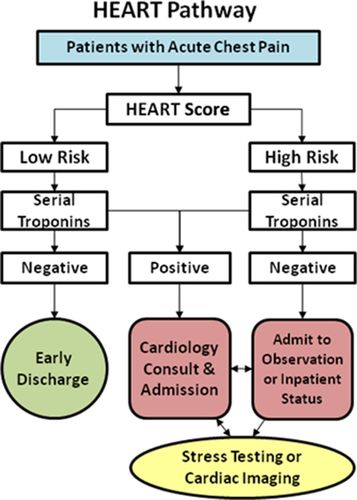 HEART Pathway
Patients with Acute Chest Pain
HEART Score
Low Risk
High Risk
Serial
Troponins
Serial
Troponins
Negative
Positive
Negative
Early
Discharge
Cardiology
Consult &
Admission
Admit to
Observation
or Inpatient
Status
Stress Testing or
Cardiac Imaging